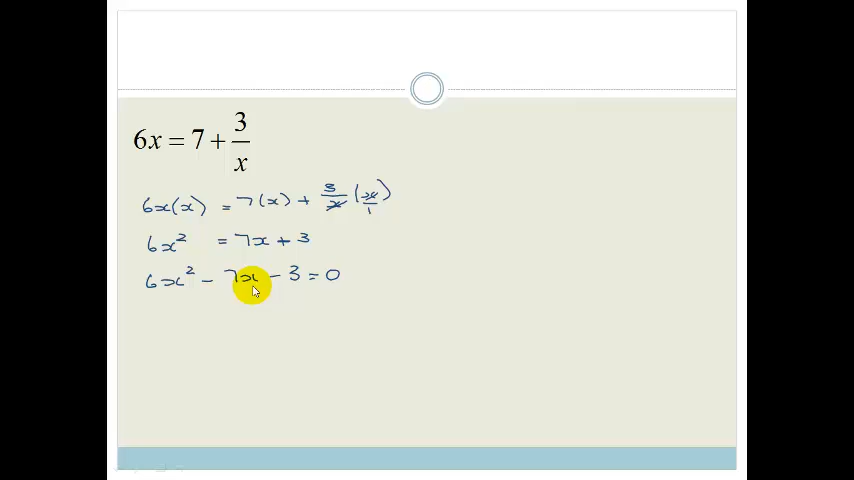 6x = 7 + 3/x
6x(x) = 7(x) + 3/x (x/1)
6x² = 7x + 3
6x² - 7x - 3 = 0